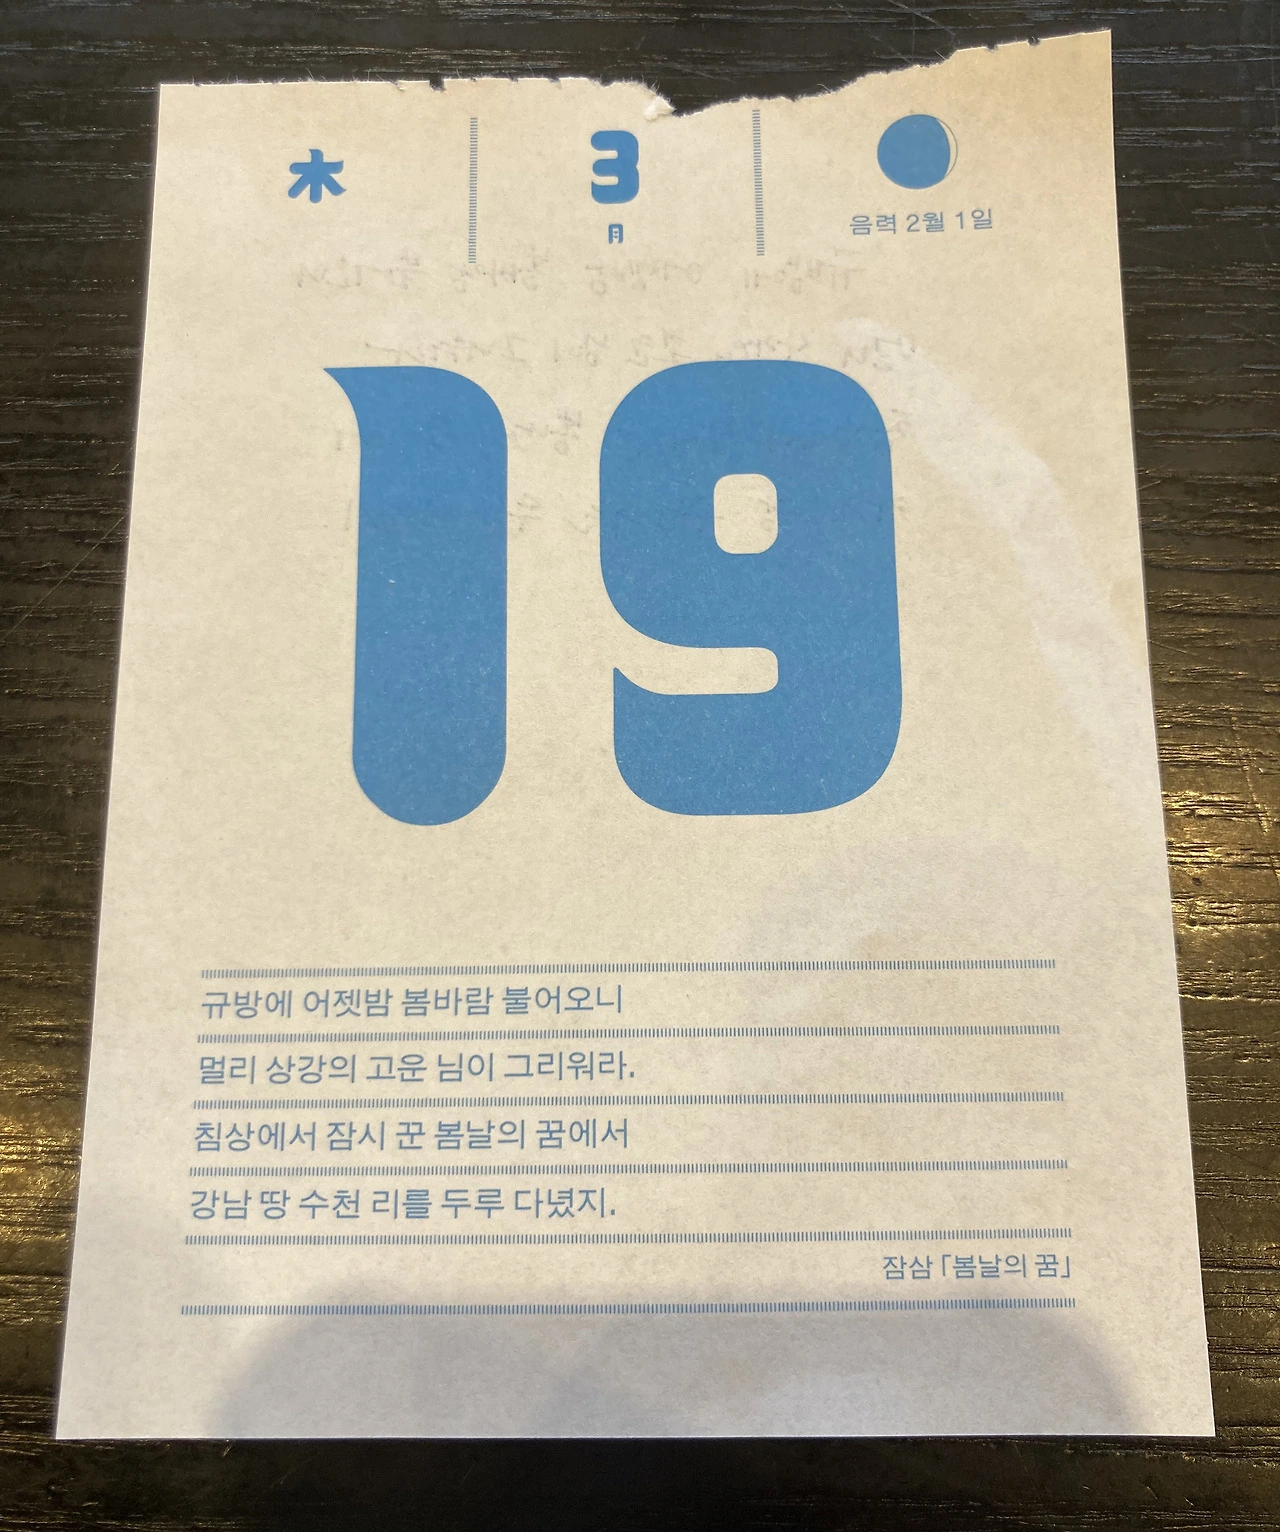 木
3
月
음력 2월 1일
19
규방에 어젯밤 봄바람 불어오니
멀리 상강의 고운 님이 그리워라.
침상에서 잠시 꾼 봄날의 꿈에서
강남 땅 수천 리를 두루 다녔지.
잠삼 「봄날의 꿈」